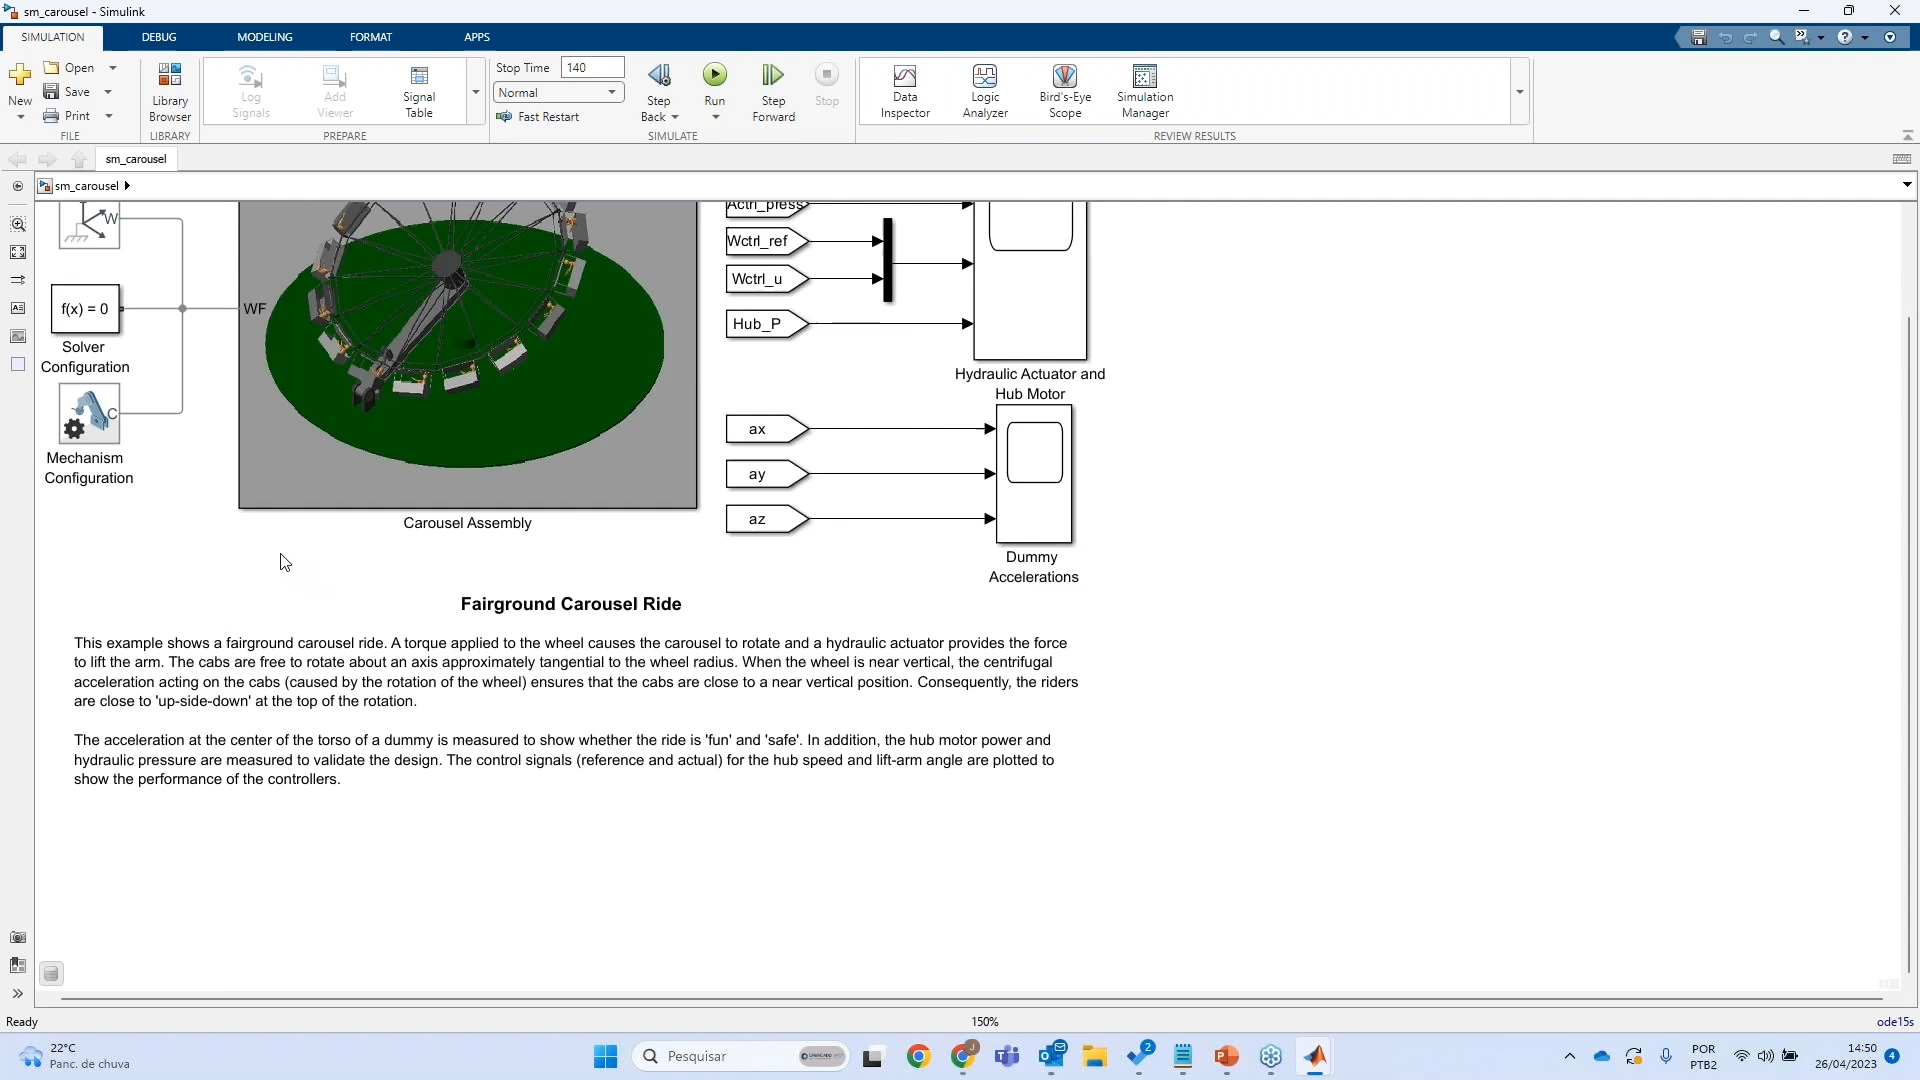 sm_carousel - Simulink
SIMULATION DEBUG MODELING FORMAT APPS
New
Open
Save
Print
FILE
Library
Browser
LIBRARY
Log
Signals
Add
Viewer
Signal
Table
PREPARE
Stop Time 140
Normal
Fast Restart
Step
Back
Run
Step
Forward
Stop
SIMULATE
Data
Inspector
Logic
Analyzer
Bird's-Eye
Scope
Simulation
Manager
REVIEW RESULTS
sm_carousel
sm_carousel
W
f(x) = 0
Solver
Configuration
C
Mechanism
Configuration
WF
Carousel Assembly
Actrl_press
Wctrl_ref
Wctrl_u
Hub_P
Hydraulic Actuator and
Hub Motor
ax
ay
az
Dummy
Accelerations
Fairground Carousel Ride
This example shows a fairground carousel ride. A torque applied to the wheel causes the carousel to rotate and a hydraulic actuator provides the force
to lift the arm. The cabs are free to rotate about an axis approximately tangential to the wheel radius. When the wheel is near vertical, the centrifugal
acceleration acting on the cabs (caused by the rotation of the wheel) ensures that the cabs are close to a near vertical position. Consequently, the riders
are close to 'up-side-down' at the top of the rotation.
The acceleration at the center of the torso of a dummy is measured to show whether the ride is 'fun' and 'safe'. In addition, the hub motor power and
hydraulic pressure are measured to validate the design. The control signals (reference and actual) for the hub speed and lift-arm angle are plotted to
show the performance of the controllers.
Ready
150%
ode15s
22°C
Panc. de chuva
Pesquisar
2
POR
PTB2
14:50
26/04/2023
4